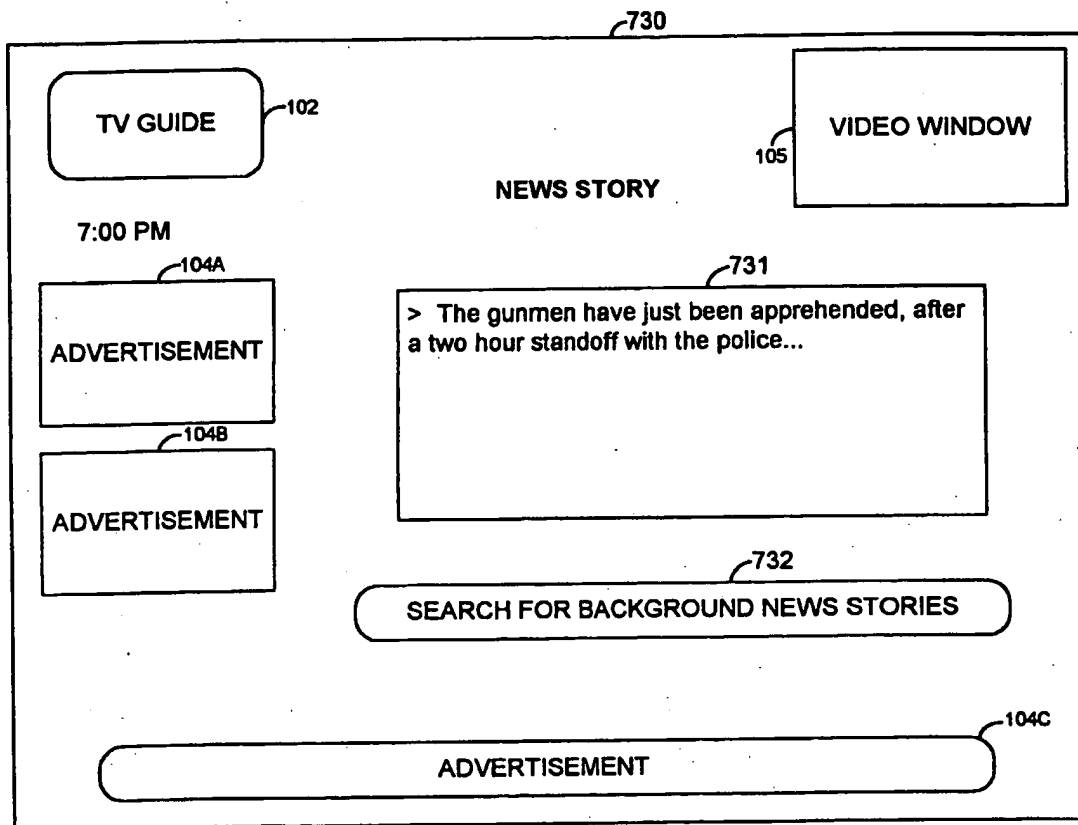 730
TV GUIDE
102
VIDEO WINDOW
105
NEWS STORY
7:00 PM
104A
ADVERTISEMENT
731
> The gunmen have just been apprehended, after
a two hour standoff with the police...
104B
ADVERTISEMENT
732
SEARCH FOR BACKGROUND NEWS STORIES
104C
ADVERTISEMENT